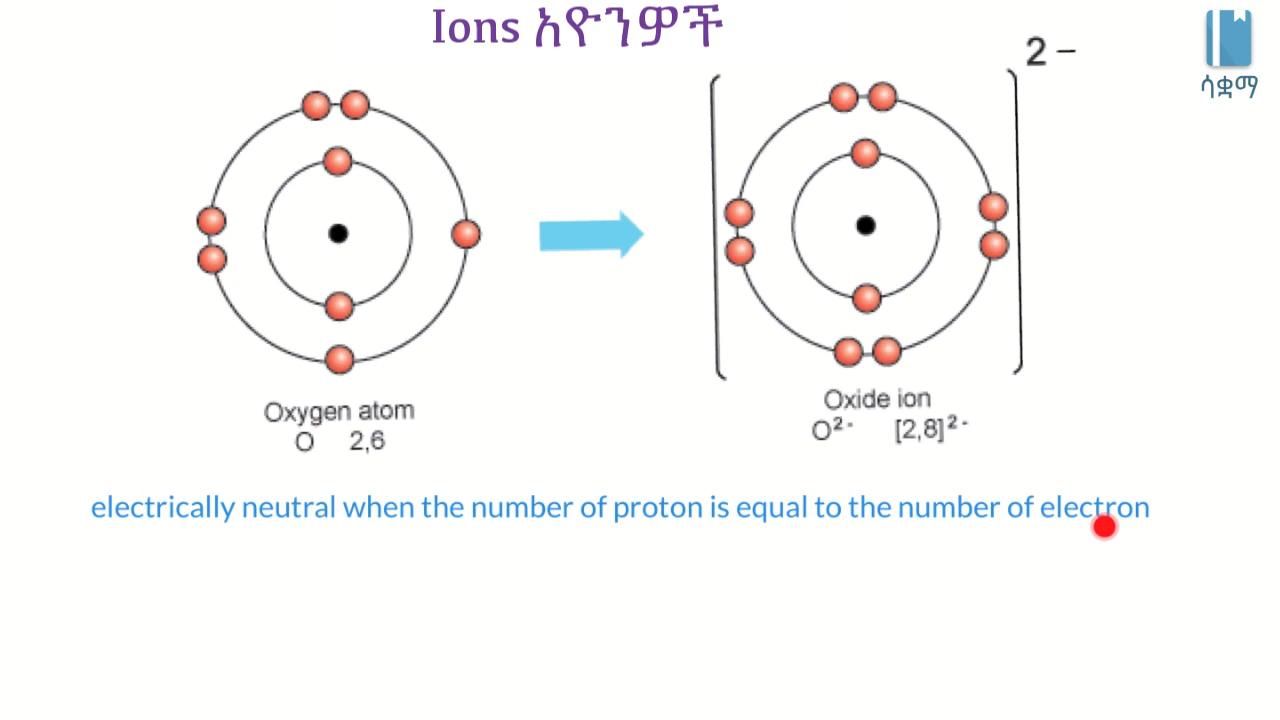 Ions አዮንዎች
ሳቋማ
2 –
Oxygen atom
O 2,6
Oxide ion
O²⁻ [2,8]²⁻
electrically neutral when the number of proton is equal to the number of electron